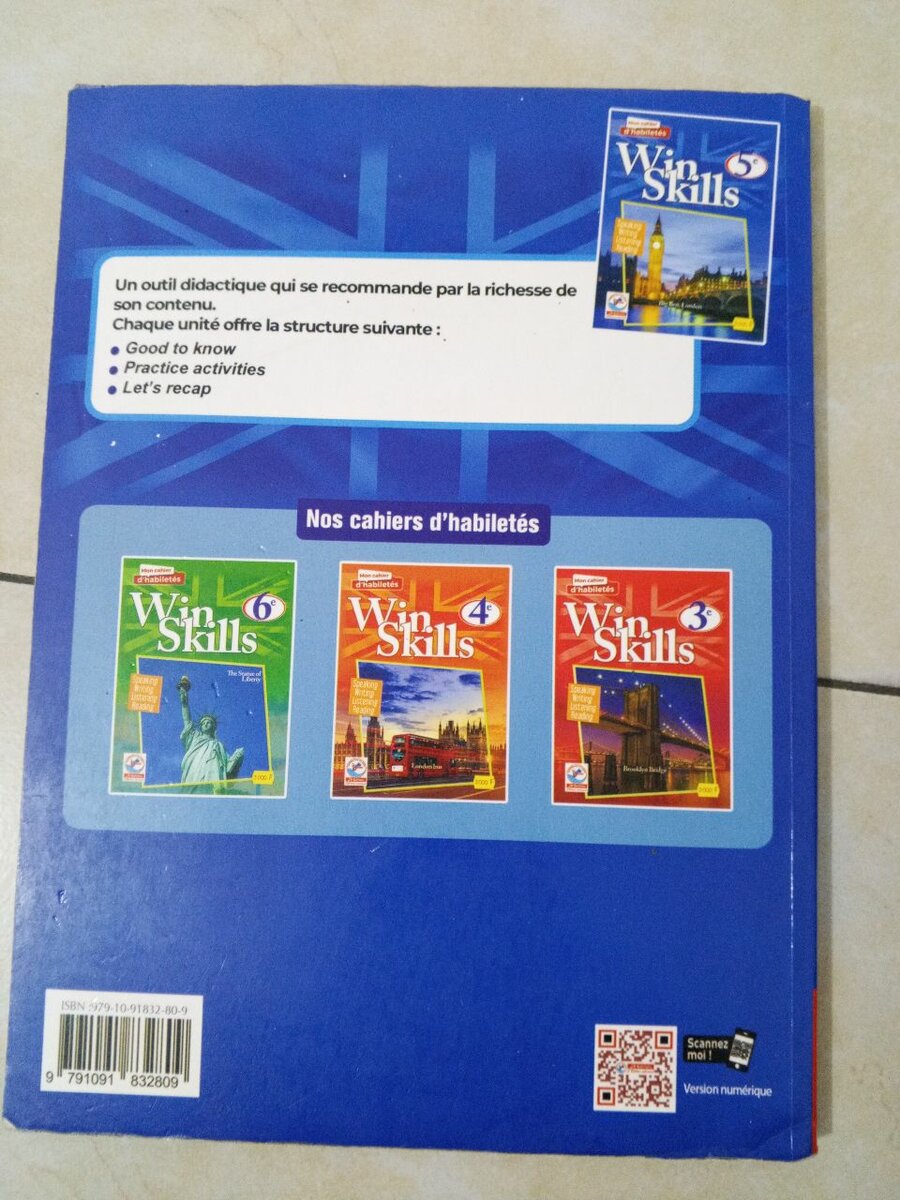 Mon cahier
d'habiletés
Win 5e
Skills
Speaking
Writing
Listening
Reading
Big Ben, London
Un outil didactique qui se recommande par la richesse de
son contenu.
Chaque unité offre la structure suivante :
• Good to know
• Practice activities
• Let's recap
Nos cahiers d'habiletés
Mon cahier
d'habiletés
Win 6e
Skills
The Statue of
Liberty
Speaking
Writing
Listening
Reading
Mon cahier
d'habiletés
Win 4e
Skills
Speaking
Writing
Listening
Reading
London bus
Mon cahier
d'habiletés
Win 3e
Skills
Speaking
Writing
Listening
Reading
Brooklyn Bridge
ISBN :979-10-91832-80-9
9 791091 832809
Scannez
moi !
Version numérique